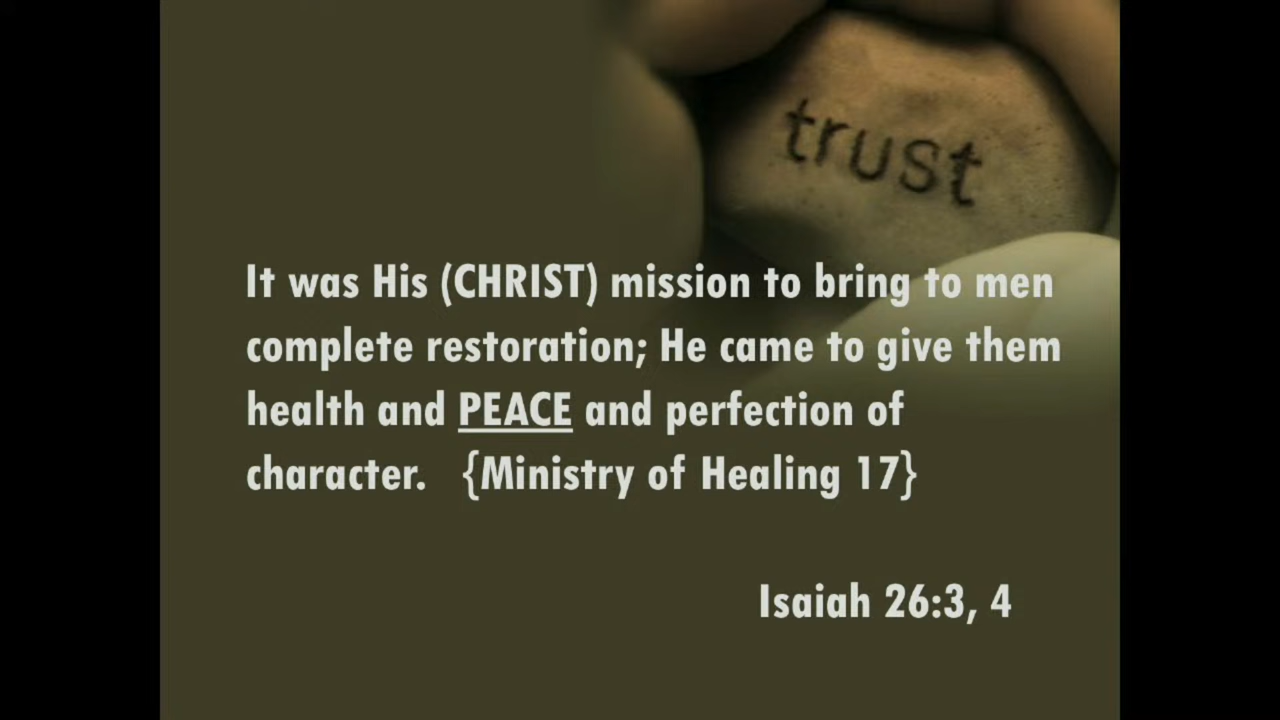 trust
It was His (CHRIST) mission to bring to men
complete restoration; He came to give them
health and PEACE and perfection of
character. {Ministry of Healing 17}
Isaiah 26:3, 4